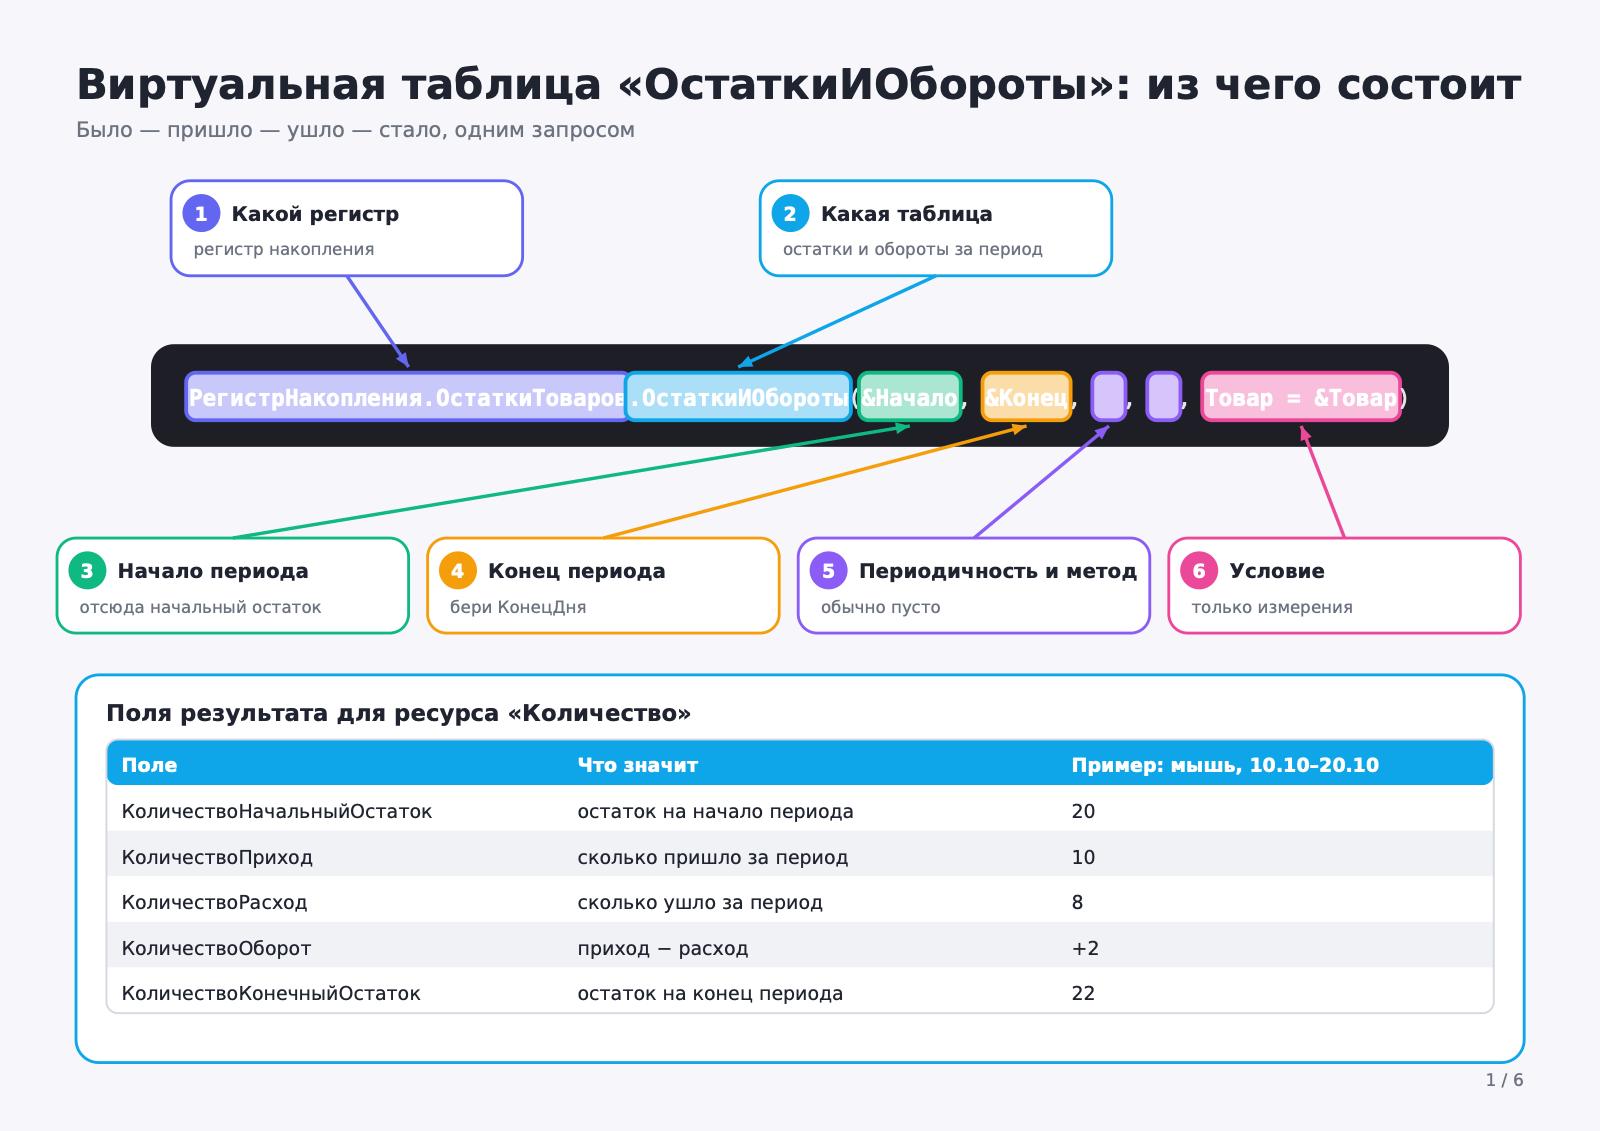 Виртуальная таблица «ОстаткиИОбороты»: из чего состоит
Было — пришло — ушло — стало, одним запросом
1 Какой регистр
регистр накопления
2 Какая таблица
остатки и обороты за период
РегистрНакопления.ОстаткиТоваров.ОстаткиИОбороты(&Начало, &Конец, , , Товар = &Товар)
3 Начало периода
отсюда начальный остаток
4 Конец периода
бери КонецДня
5 Периодичность и метод
обычно пусто
6 Условие
только измерения
Поля результата для ресурса «Количество»
Поле Что значит Пример: мышь, 10.10–20.10
КоличествоНачальныйОстаток остаток на начало периода 20
КоличествоПриход сколько пришло за период 10
КоличествоРасход сколько ушло за период 8
КоличествоОборот приход − расход +2
КоличествоКонечныйОстаток остаток на конец периода 22
1 / 6